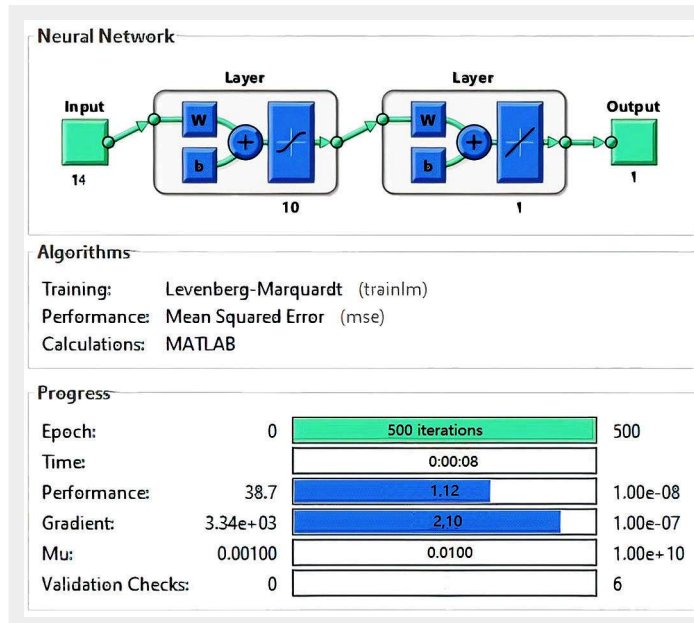 Neural Network
Layer Layer
Input Output
W W
b b
14 10 1 1
Algorithms
Training: Levenberg-Marquardt (trainlm)
Performance: Mean Squared Error (mse)
Calculations: MATLAB
Progress
Epoch: 0 500 iterations 500
Time: 0:00:08
Performance: 38.7 1,12 1.00e-08
Gradient: 3.34e+03 2,10 1.00e-07
Mu: 0.00100 0.0100 1.00e+10
Validation Checks: 0 6